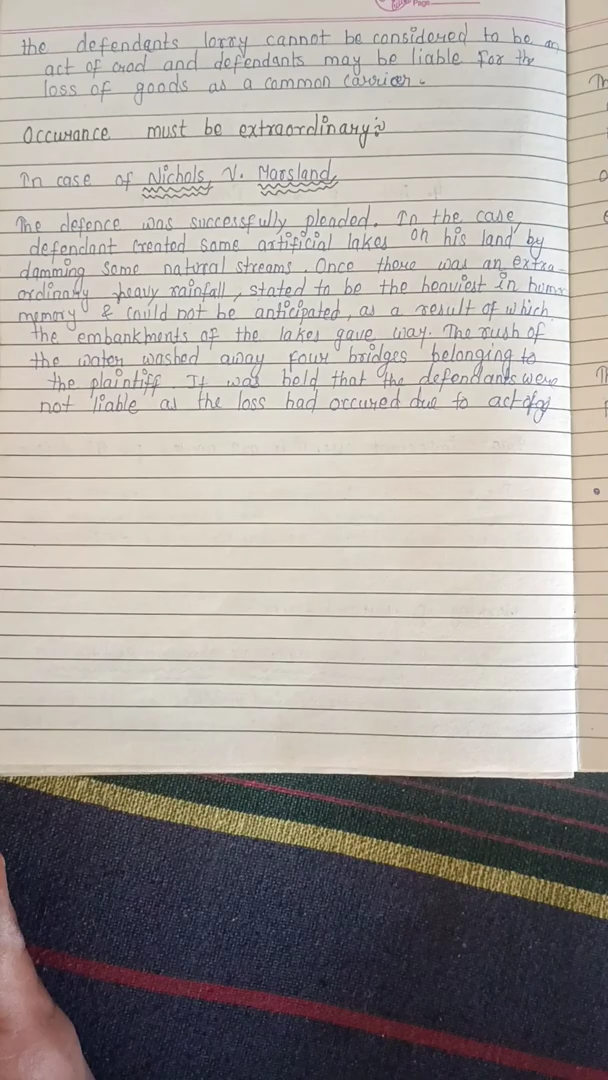 Page
the defendants lorry cannot be considered to be an
act of God and defendants may be liable for the
loss of goods as a common carrier.
Occurance must be extraordinary:
In case of Nichols V. Marsland
The defence was successfully pleaded. In the case,
defendant created some artificial lakes on his land by
damming some natural streams. Once there was an extra-
ordinary heavy rainfall, stated to be the heaviest in human
memory & could not be anticipated, as a result of which
the embankments of the lakes gave way. The rush of
the water washed away four bridges belonging to
the plaintiff. It was held that the defendants were
not liable as the loss had occured due to act of g